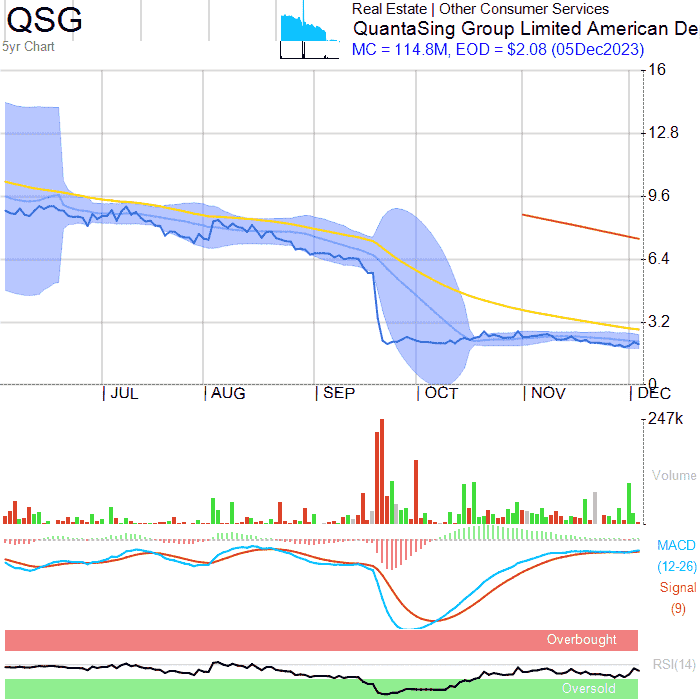 QSG
5yr Chart
Real Estate | Other Consumer Services
QuantaSing Group Limited American De
MC = 114.8M, EOD = $2.08 (05Dec2023)
16
12.8
9.6
6.4
3.2
0
JUL
AUG
SEP
OCT
NOV
DEC
247k
Volume
MACD
(12-26)
Signal
(9)
Overbought
RSI(14)
Oversold